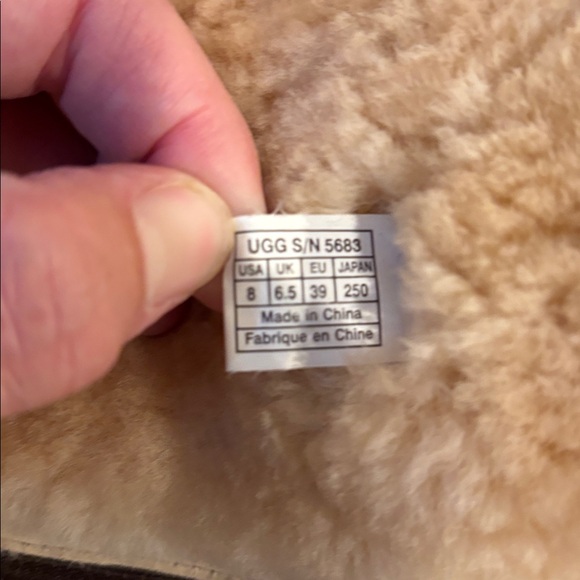 UGG S/N 5683
USA UK EU JAPAN
8 6.5 39 250
Made in China
Fabrique en Chine